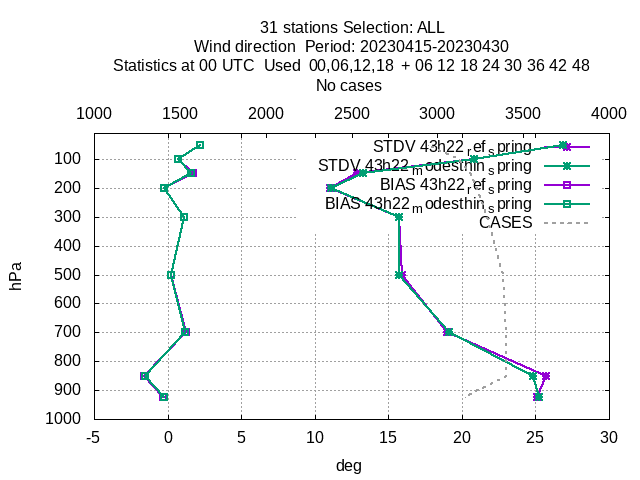 31 stations Selection: ALL
Wind direction  Period: 20230415-20230430
Statistics at 00 UTC  Used  00,06,12,18  + 06 12 18 24 30 36 42 48
No cases
1000 1500 2000 2500 3000 3500 4000
STDV 43h22_ref_spring
STDV 43h22_modesthin_spring
BIAS 43h22_ref_spring
BIAS 43h22_modesthin_spring
CASES
100
200
300
400
500
600
700
800
900
1000
hPa
-5 0 5 10 15 20 25 30
deg